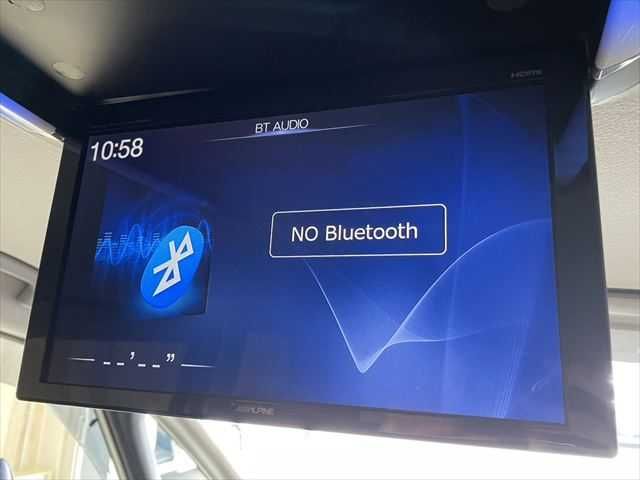 HDMI
BT AUDIO
10:58
NO Bluetooth
--'--"
ALPINE